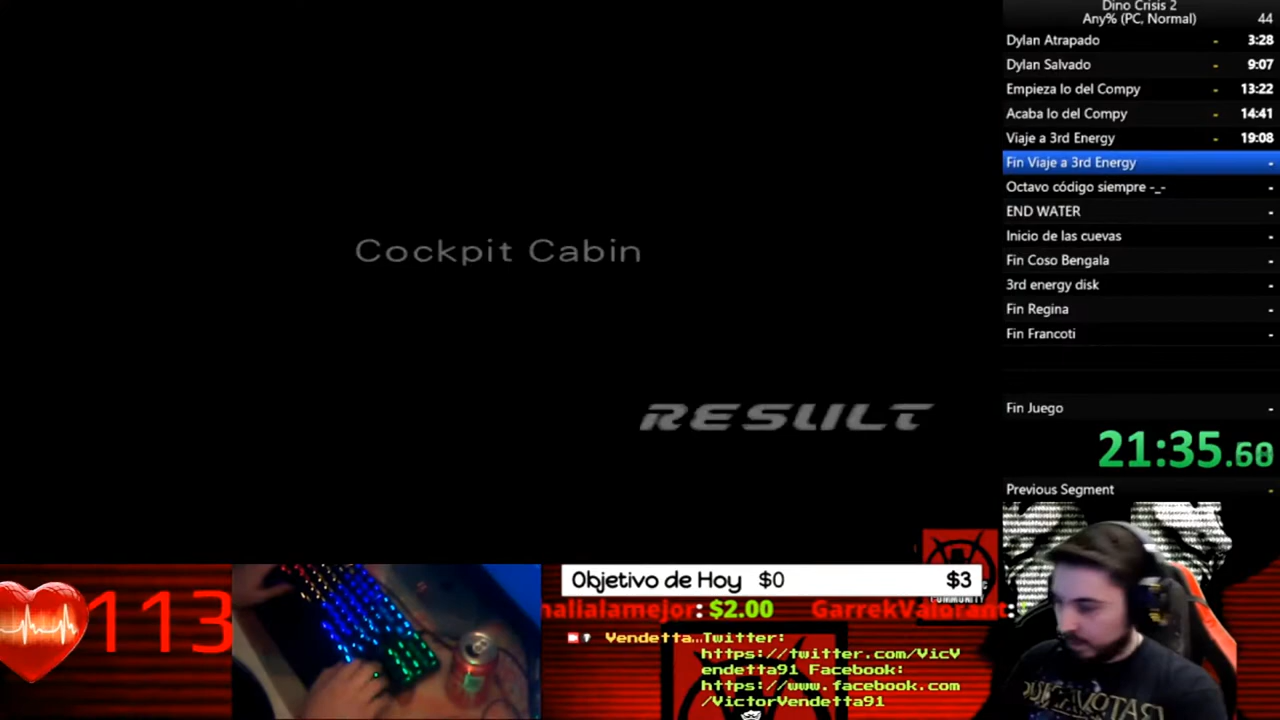 Dino Crisis 2
Any% (PC, Normal) 44
Dylan Atrapado - 3:28
Dylan Salvado - 9:07
Empieza lo del Compy - 13:22
Acaba lo del Compy - 14:41
Viaje a 3rd Energy - 19:08
Fin Viaje a 3rd Energy -
Octavo código siempre -_- -
END WATER -
Inicio de las cuevas -
Fin Coso Bengala -
3rd energy disk -
Fin Regina -
Fin Francoti -
Fin Juego -
21:35.60
Previous Segment -
Cockpit Cabin
RESULT
113
Objetivo de Hoy $0 $3
COMMUNITY
halialamejor: $2.00 GarrekValorant:
Vendetta...Twitter:
https://twitter.com/VicV
endetta91 Facebook:
https://www.facebook.com
/VictorVendetta91